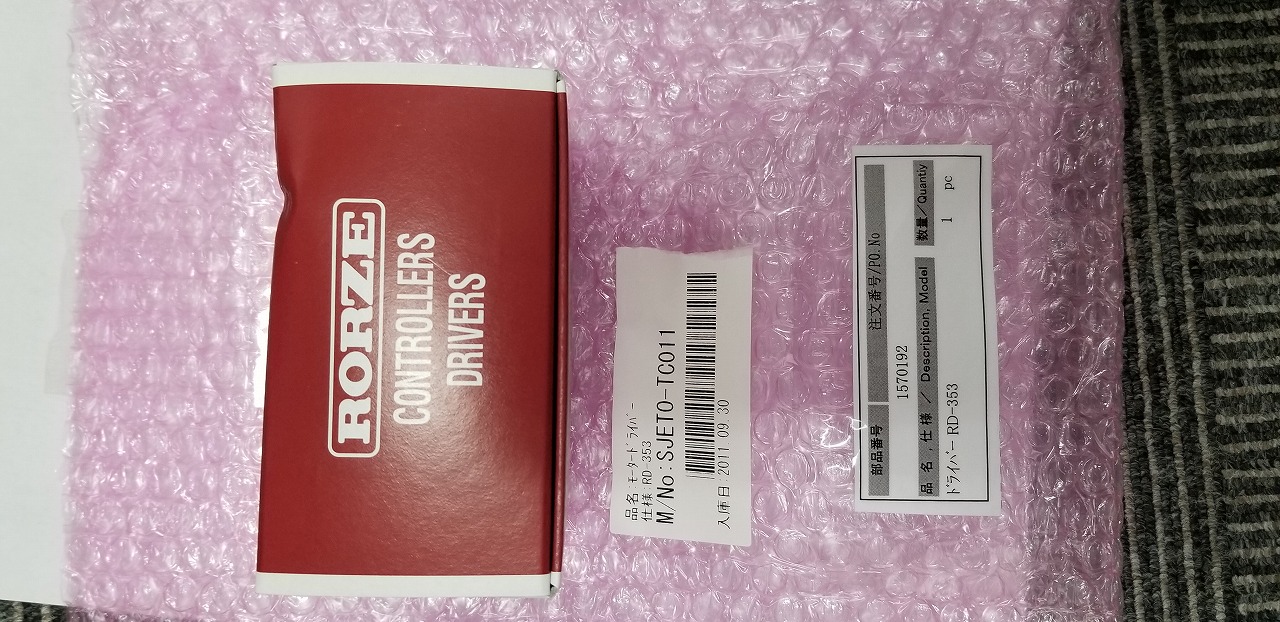 RORZE
CONTROLLERS
DRIVERS
品名 モーター ドライバー
仕様:RD-353
M/No:SJETO-TC011
入庫日:2011.09.30
部品番号 注文番号/PO.No
1570192
品 名 , 仕 様 / Description, Model 数量/Quantiy
ドライバー RD-353 1 pc